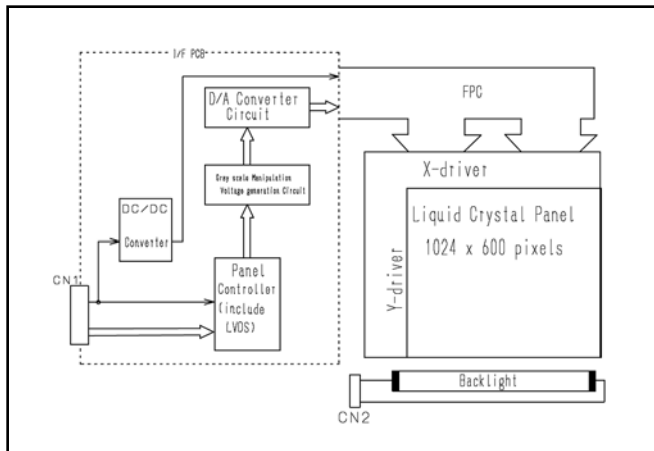 I/F PCB
D/A Converter
Circuit
FPC
Grey scale Manipulation
Voltage generation Circuit
X-driver
DC/DC
Converter
Liquid Crystal Panel
1024 x 600 pixels
Y-driver
CN1
Panel
Controller
(include
LVDS)
Backlight
CN2